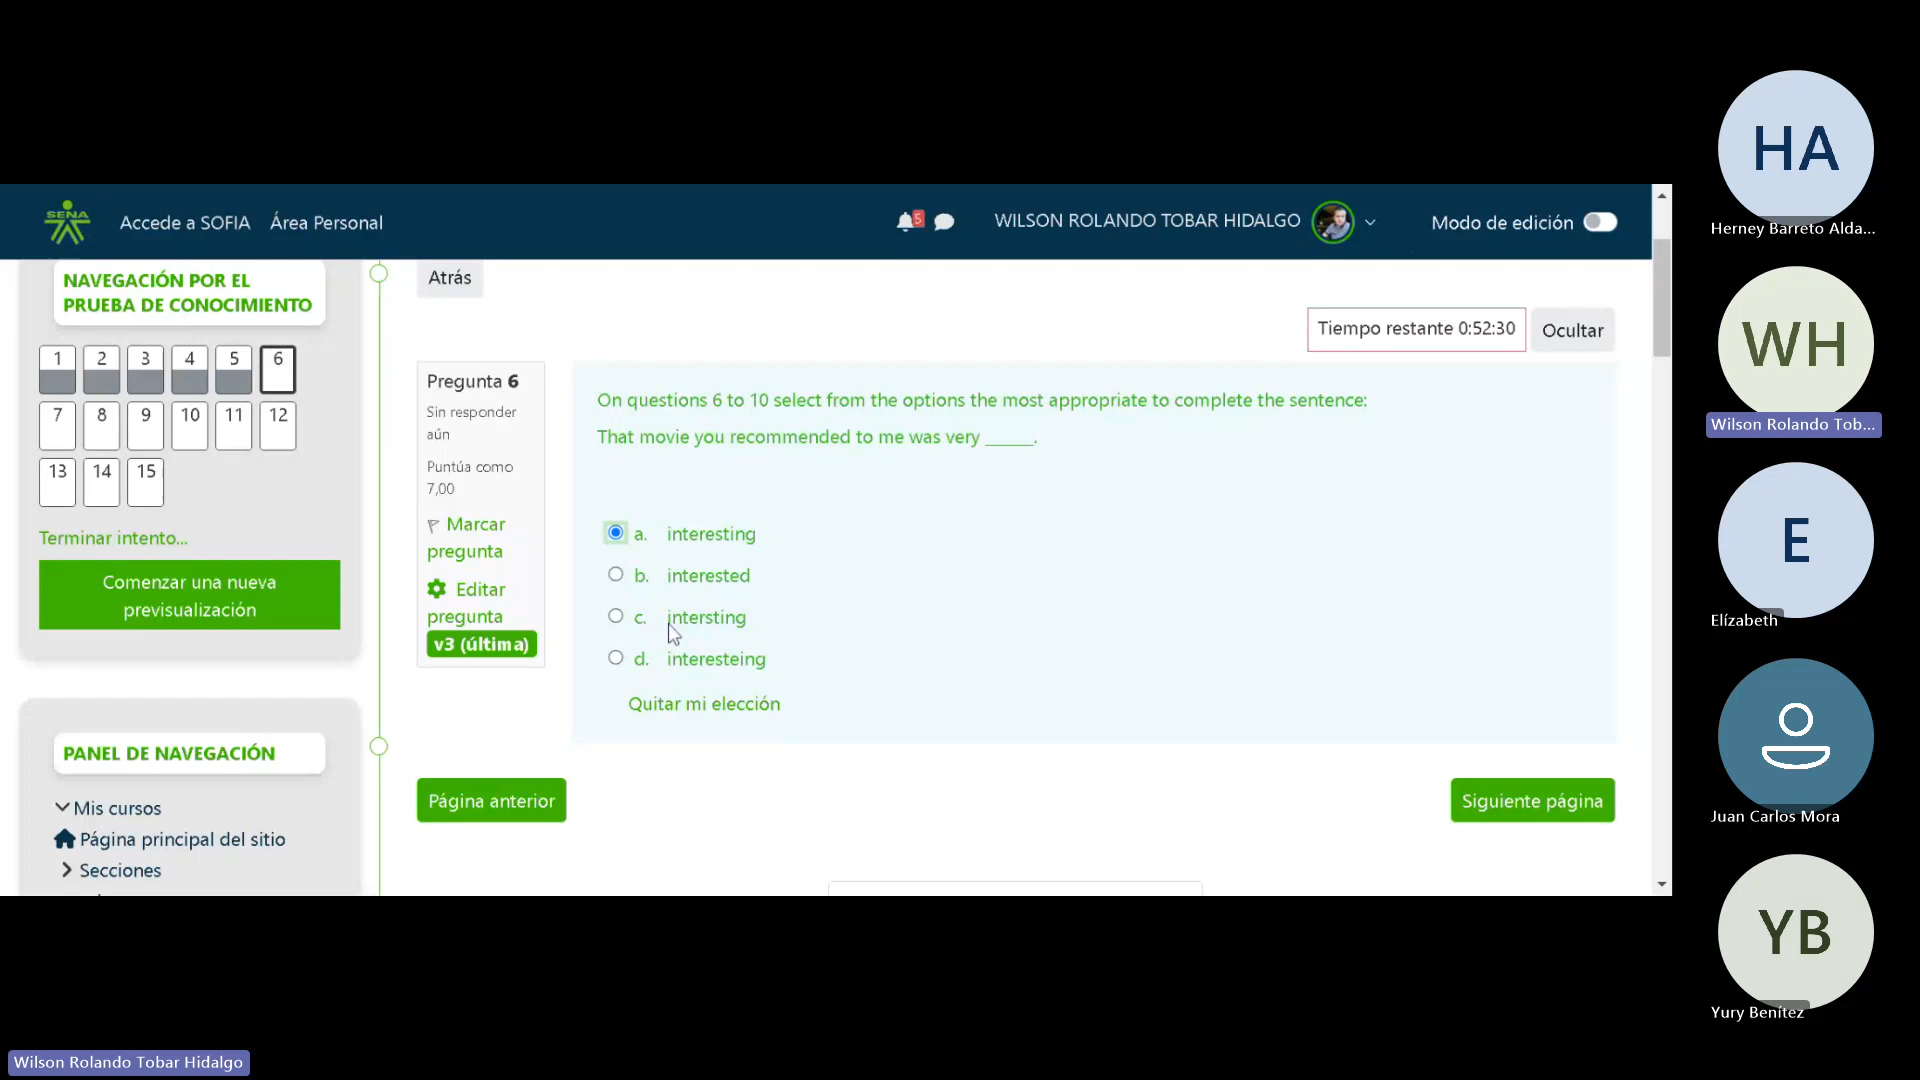 SENA
Accede a SOFIA
Área Personal
5
WILSON ROLANDO TOBAR HIDALGO
Modo de edición
NAVEGACIÓN POR EL
PRUEBA DE CONOCIMIENTO
1 2 3 4 5 6
7 8 9 10 11 12
13 14 15
Terminar intento...
Comenzar una nueva
previsualización
PANEL DE NAVEGACIÓN
Mis cursos
Página principal del sitio
Secciones
Atrás
Tiempo restante 0:52:30
Ocultar
Pregunta 6
Sin responder
aún
Puntúa como
7,00
Marcar
pregunta
Editar
pregunta
v3 (última)
On questions 6 to 10 select from the options the most appropriate to complete the sentence:
That movie you recommended to me was very _____.
a. interesting
b. interested
c. intersting
d. interesteing
Quitar mi elección
Página anterior
Siguiente página
HA
Herney Barreto Alda...
WH
Wilson Rolando Tob...
E
Elízabeth
Juan Carlos Mora
YB
Yury Benítez
Wilson Rolando Tobar Hidalgo